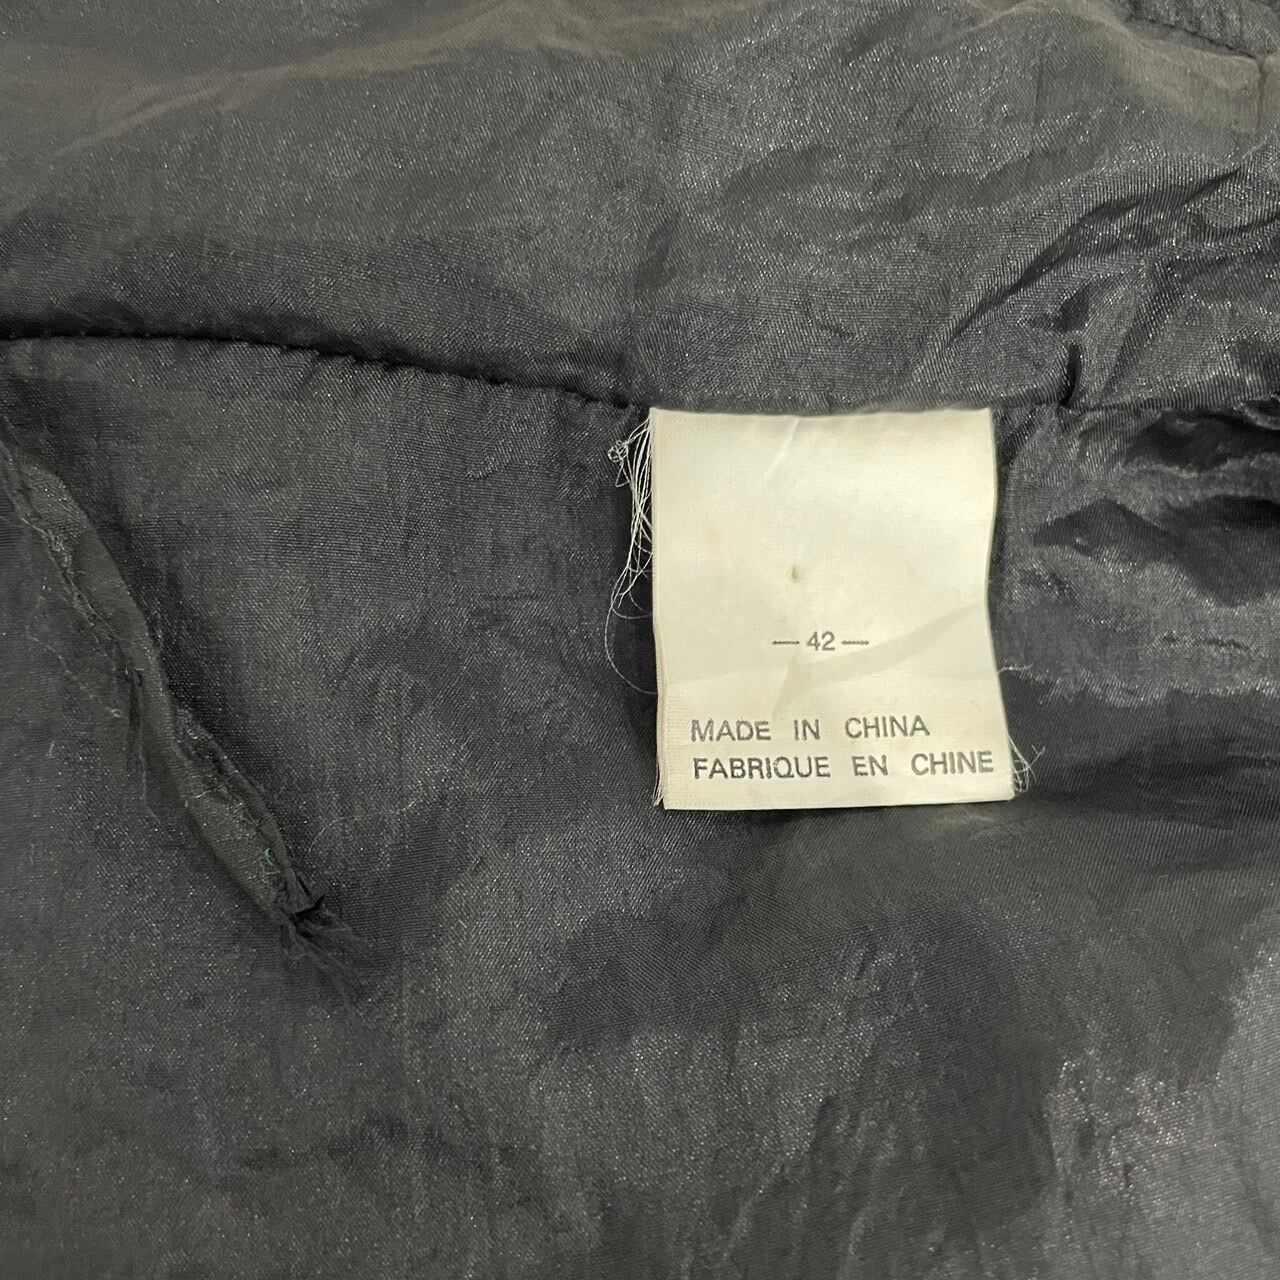 — 42 —
MADE IN CHINA
FABRIQUE EN CHINE